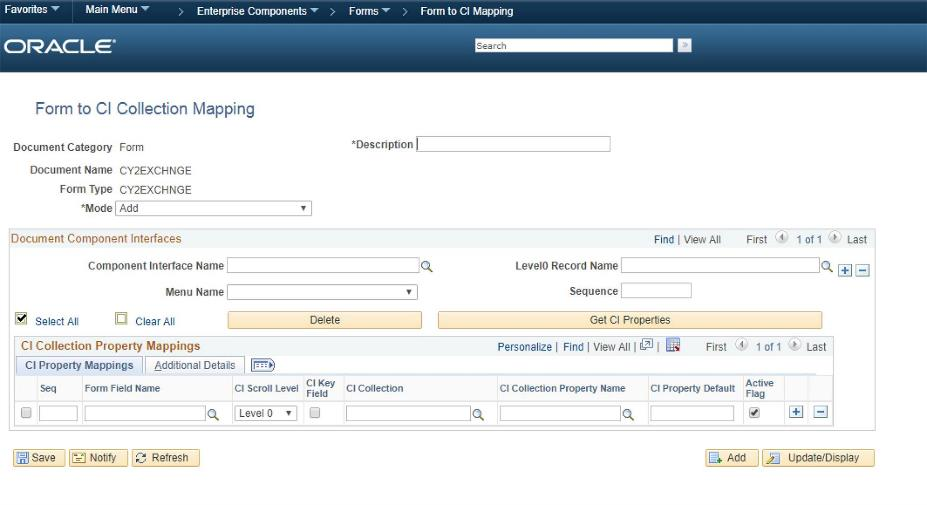 Favorites Main Menu > Enterprise Components > Forms > Form to CI Mapping
ORACLE
Search
Form to CI Collection Mapping
Document Category Form *Description
Document Name CY2EXCHNGE
Form Type CY2EXCHNGE
*Mode Add
Document Component Interfaces Find | View All First 1 of 1 Last
Component Interface Name Level0 Record Name
Menu Name Sequence
Select All Clear All Delete Get CI Properties
CI Collection Property Mappings Personalize | Find | View All | | First 1 of 1 Last
CI Property Mappings Additional Details
Seq Form Field Name CI Scroll Level CI Key Field CI Collection CI Collection Property Name CI Property Default Active Flag
Level 0
Save Notify Refresh Add Update/Display